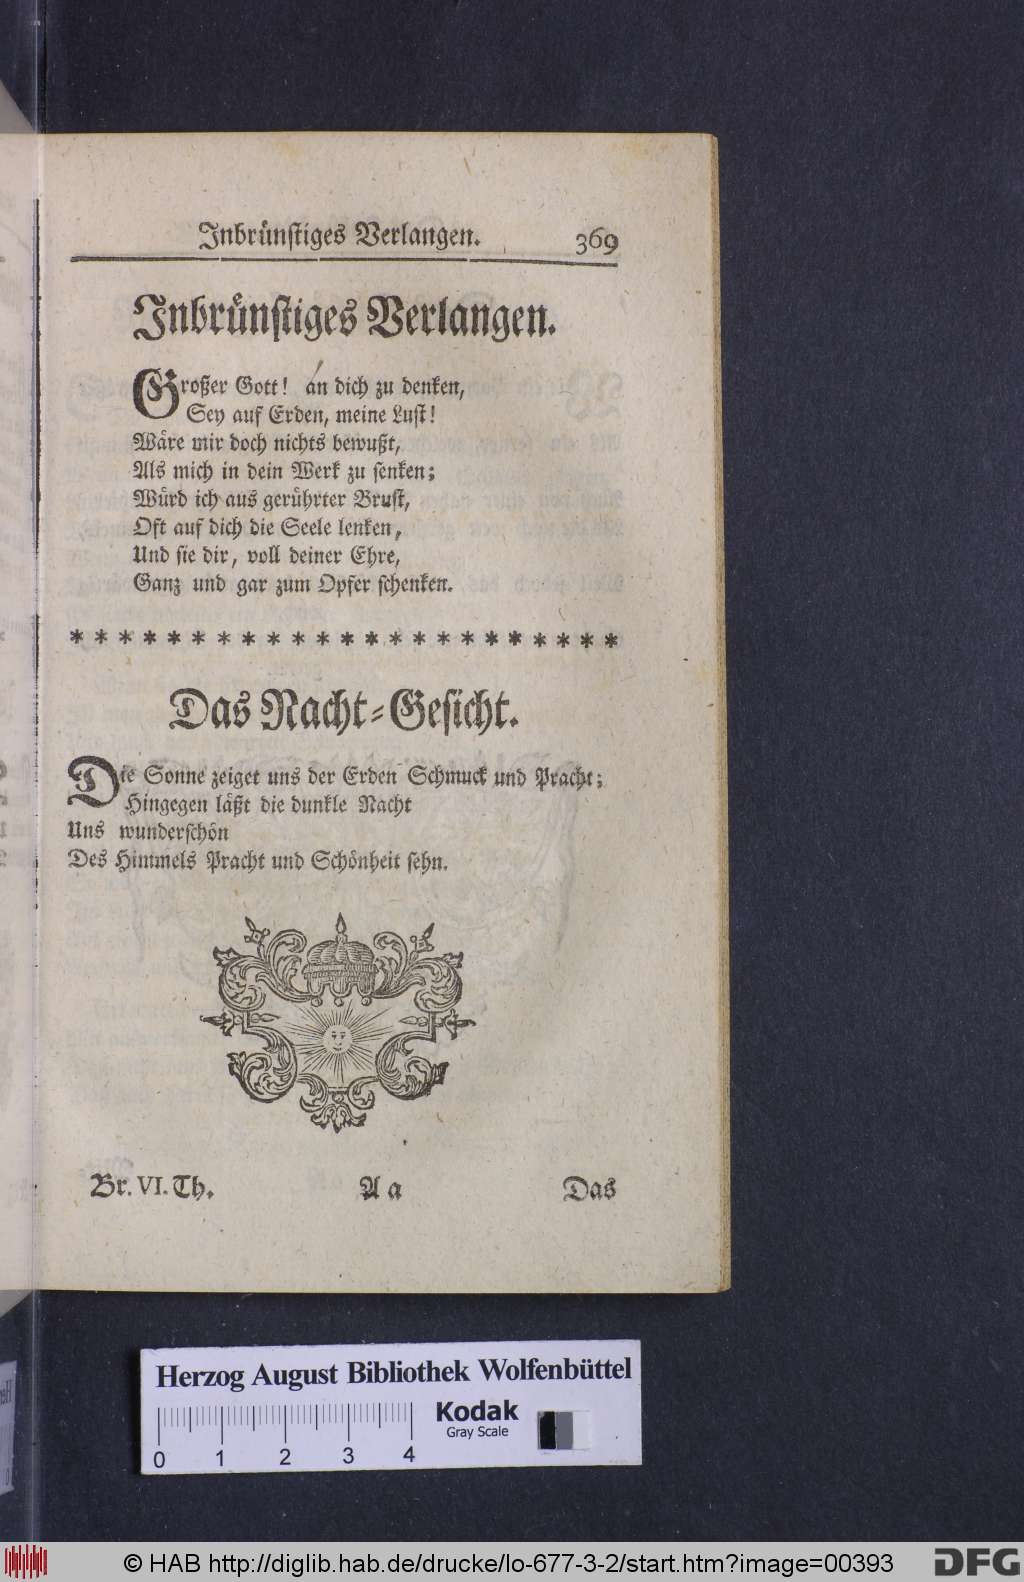 Inbrünstiges Verlangen. 369
Inbrünstiges Verlangen.
Großer Gott! an dich zu denken,
Sey auf Erden, meine Lust!
Wäre mir doch nichts bewußt,
Als mich in dein Werk zu senken;
Würd ich aus gerührter Brust,
Oft auf dich die Seele lenken,
Und sie dir, voll deiner Ehre,
Ganz und gar zum Opfer schenken.
* * * * * * * * * * * * * * * * * * * * * * *
Das Nacht-Gesicht.
Die Sonne zeiget uns der Erden Schmuck und Pracht;
Hingegen läßt die dunkle Nacht
Uns wunderschön
Des Himmels Pracht und Schönheit sehn.
Br. VI. Th. A a Das
Herzog August Bibliothek Wolfenbüttel
Kodak
Gray Scale
0 1 2 3 4
© HAB http://diglib.hab.de/drucke/lo-677-3-2/start.htm?image=00393
DFG